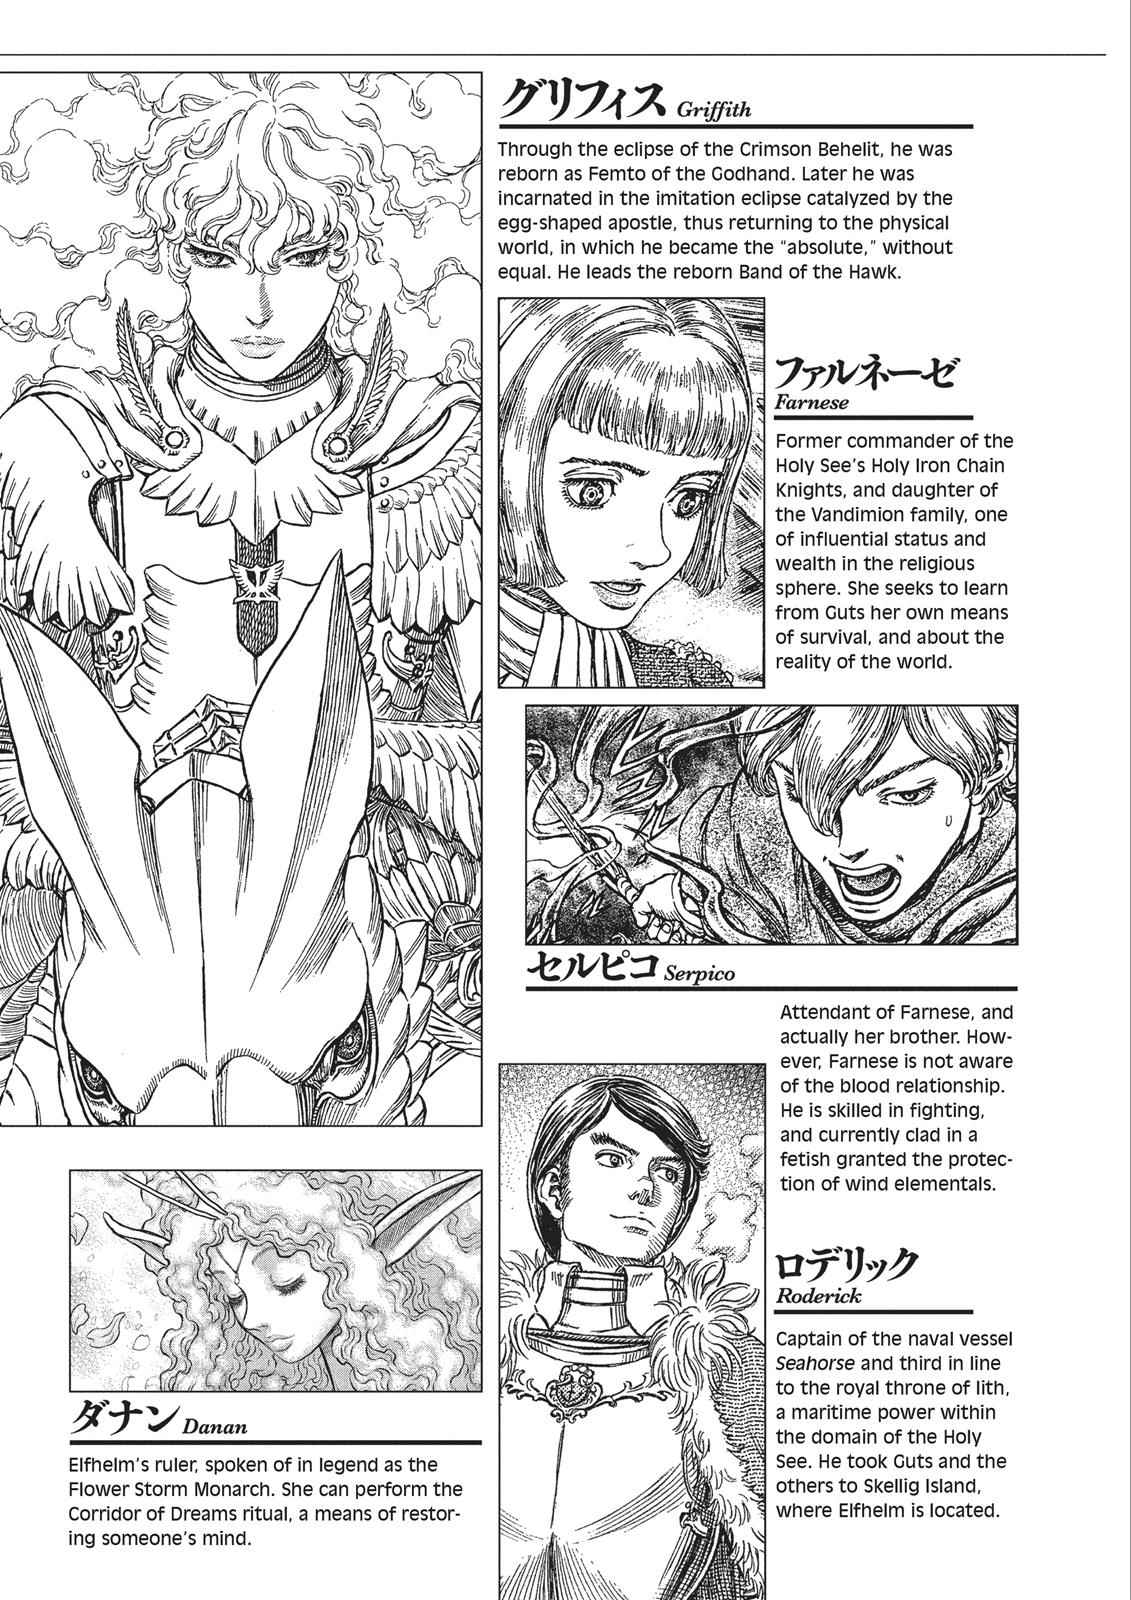 グリフィス Griffith
Through the eclipse of the Crimson Behelit, he was
reborn as Femto of the Godhand. Later he was
incarnated in the imitation eclipse catalyzed by the
egg-shaped apostle, thus returning to the physical
world, in which he became the “absolute,” without
equal. He leads the reborn Band of the Hawk.
ファルネーゼ
Farnese
Former commander of the
Holy See’s Holy Iron Chain
Knights, and daughter of
the Vandimion family, one
of influential status and
wealth in the religious
sphere. She seeks to learn
from Guts her own means
of survival, and about the
reality of the world.
セルピコ Serpico
Attendant of Farnese, and
actually her brother. How-
ever, Farnese is not aware
of the blood relationship.
He is skilled in fighting,
and currently clad in a
fetish granted the protec-
tion of wind elementals.
ロデリック
Roderick
Captain of the naval vessel
Seahorse and third in line
to the royal throne of Iith,
a maritime power within
the domain of the Holy
See. He took Guts and the
others to Skellig Island,
where Elfhelm is located.
ダナン Danan
Elfhelm’s ruler, spoken of in legend as the
Flower Storm Monarch. She can perform the
Corridor of Dreams ritual, a means of restor-
ing someone’s mind.